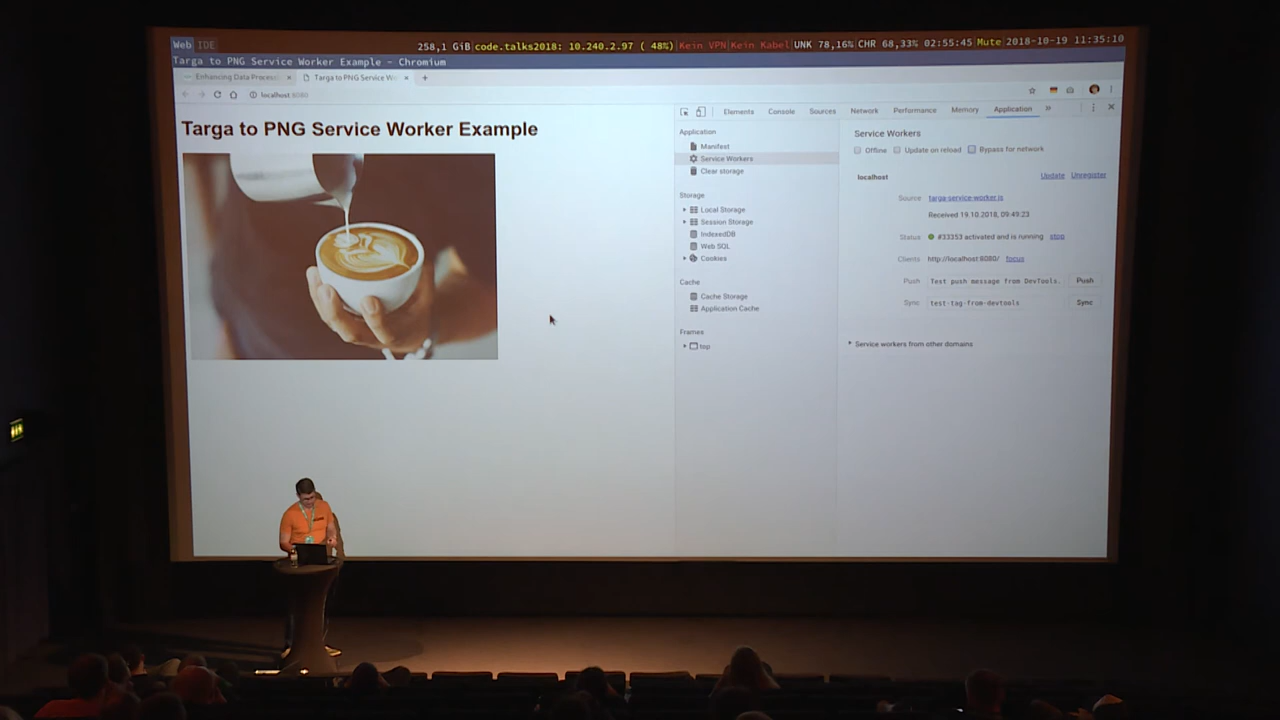 Web IDE
258,1 GiB code.talks2018: 10.240.2.97 ( 48%) Kein VPN Kein Kabel UNK 78,16% CHR 68,33% 02:55:45 Mute 2018-10-19 11:35:10
Targa to PNG Service Worker Example - Chromium
Enhancing Data Process
Targa to PNG Service Wo
localhost:8080
Targa to PNG Service Worker Example
Elements Console Sources Network Performance Memory Application
Application
Manifest
Service Workers
Clear storage
Storage
Local Storage
Session Storage
IndexedDB
Web SQL
Cookies
Cache
Cache Storage
Application Cache
Frames
top
Service Workers
Offline Update on reload Bypass for network
localhost Update Unregister
Source targa-service-worker.js
Received 19.10.2018, 09:49:23
Status #33353 activated and is running stop
Clients http://localhost:8080/ focus
Push Test push message from DevTools. Push
Sync test-tag-from-devtools Sync
Service workers from other domains